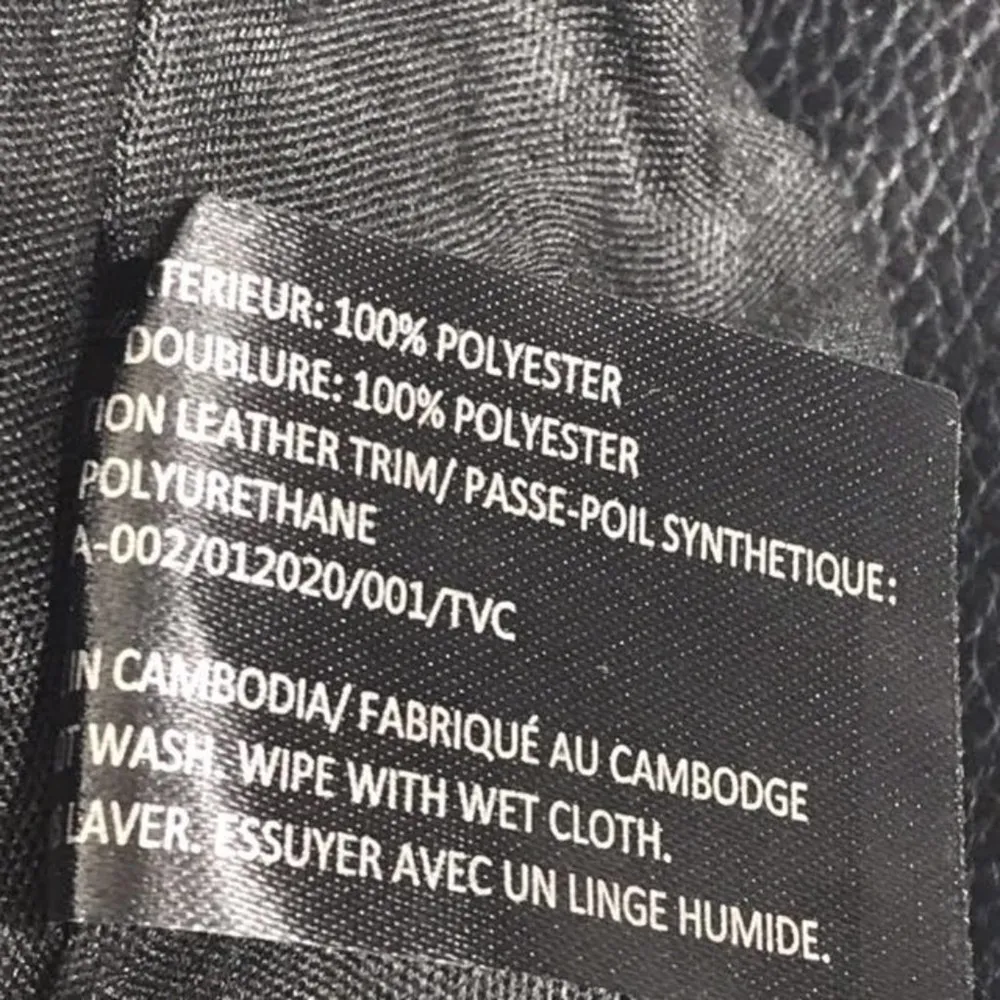 TERIEUR: 100% POLYESTER
DOUBLURE: 100% POLYESTER
ION LEATHER TRIM/ PASSE-POIL SYNTHETIQUE:
POLYURETHANE
A-002/012020/001/TVC
IN CAMBODIA/ FABRIQUÉ AU CAMBODGE
T WASH. WIPE WITH WET CLOTH.
LAVER. ESSUYER AVEC UN LINGE HUMIDE.